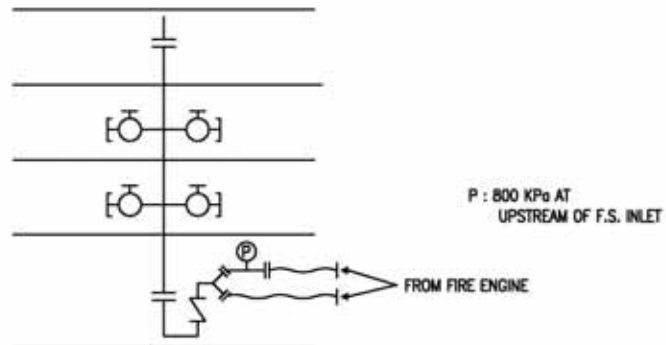 P : 800 KPa AT
UPSTREAM OF F.S. INLET
P
FROM FIRE ENGINE